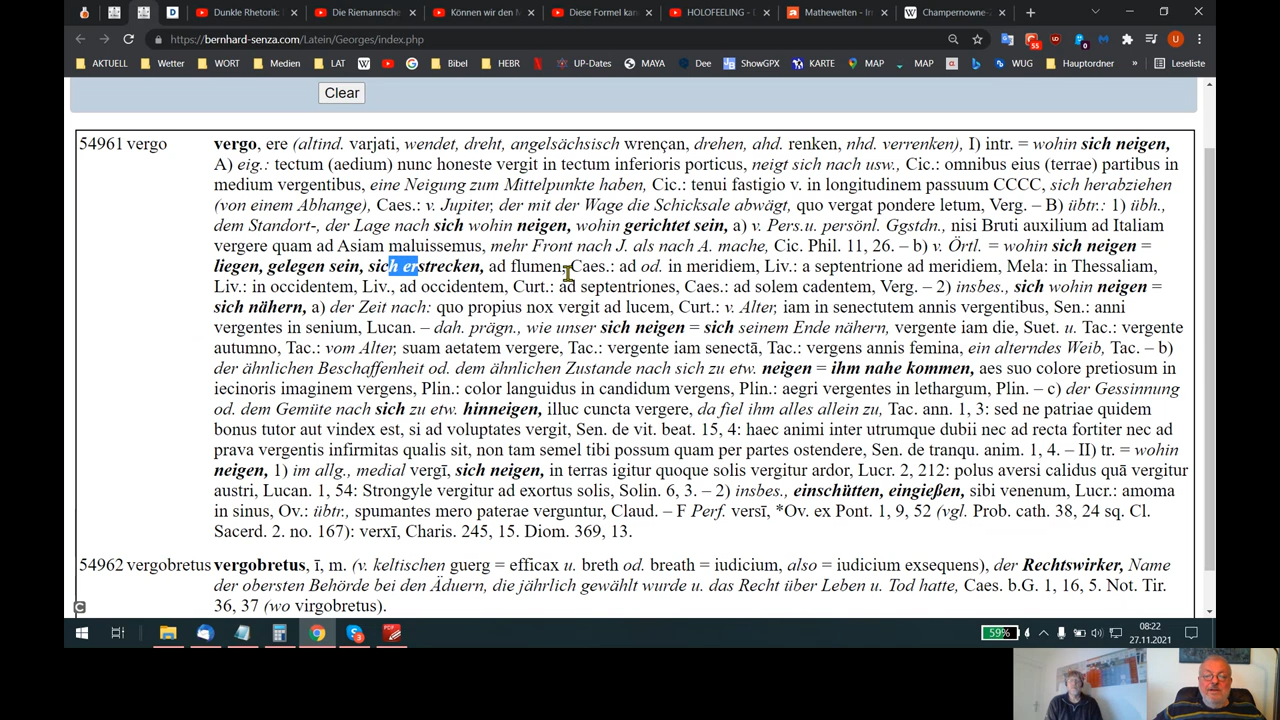 Dunkle Rhetorik: Die Riemannsche Können wir den M Diese Formel kan HOLOFEELING - Mathewelten - In Champernowne-Z
https://bernhard-senza.com/Latein/Georges/index.php 55 0 U
AKTUELL Wetter WORT Medien LAT Bibel HEBR UP-Dates MAYA Dee ShowGPX KARTE MAP MAP WUG Hauptordner » Leseliste
Clear
54961 vergo vergo, ere (altind. varjati, wendet, dreht, angelsächsisch wrençan, drehen, ahd. renken, nhd. verrenken), I) intr. = wohin sich neigen,
A) eig.: tectum (aedium) nunc honeste vergit in tectum inferioris porticus, neigt sich nach usw., Cic.: omnibus eius (terrae) partibus in
medium vergentibus, eine Neigung zum Mittelpunkte haben, Cic.: tenui fastigio v. in longitudinem passuum CCCC, sich herabziehen
(von einem Abhange), Caes.: v. Jupiter, der mit der Wage die Schicksale abwägt, quo vergat pondere letum, Verg. – B) übtr.: 1) übh.,
dem Standort-, der Lage nach sich wohin neigen, wohin gerichtet sein, a) v. Pers.u. persönl. Ggstdn., nisi Bruti auxilium ad Italiam
vergere quam ad Asiam maluissemus, mehr Front nach J. als nach A. mache, Cic. Phil. 11, 26. – b) v. Örtl. = wohin sich neigen =
liegen, gelegen sein, sich erstrecken, ad flumen, Caes.: ad od. in meridiem, Liv.: a septentrione ad meridiem, Mela: in Thessaliam,
Liv.: in occidentem, Liv., ad occidentem, Curt.: ad septentriones, Caes.: ad solem cadentem, Verg. – 2) insbes., sich wohin neigen =
sich nähern, a) der Zeit nach: quo propius nox vergit ad lucem, Curt.: v. Alter, iam in senectutem annis vergentibus, Sen.: anni
vergentes in senium, Lucan. – dah. prägn., wie unser sich neigen = sich seinem Ende nähern, vergente iam die, Suet. u. Tac.: vergente
autumno, Tac.: vom Alter, suam aetatem vergere, Tac.: vergente iam senectā, Tac.: vergens annis femina, ein alterndes Weib, Tac. – b)
der ähnlichen Beschaffenheit od. dem ähnlichen Zustande nach sich zu etw. neigen = ihm nahe kommen, aes suo colore pretiosum in
iecinoris imaginem vergens, Plin.: color languidus in candidum vergens, Plin.: aegri vergentes in lethargum, Plin. – c) der Gessinnung
od. dem Gemüte nach sich zu etw. hinneigen, illuc cuncta vergere, da fiel ihm alles allein zu, Tac. ann. 1, 3: sed ne patriae quidem
bonus tutor aut vindex est, si ad voluptates vergit, Sen. de vit. beat. 15, 4: haec animi inter utrumque dubii nec ad recta fortiter nec ad
prava vergentis infirmitas qualis sit, non tam semel tibi possum quam per partes ostendere, Sen. de tranqu. anim. 1, 4. – II) tr. = wohin
neigen, 1) im allg., medial vergī, sich neigen, in terras igitur quoque solis vergitur ardor, Lucr. 2, 212: polus aversi calidus quā vergitur
austri, Lucan. 1, 54: Strongyle vergitur ad exortus solis, Solin. 6, 3. – 2) insbes., einschütten, eingießen, sibi venenum, Lucr.: amoma
in sinus, Ov.: übtr., spumantes mero paterae verguntur, Claud. – F Perf. versī, *Ov. ex Pont. 1, 9, 52 (vgl. Prob. cath. 38, 24 sq. Cl.
Sacerd. 2. no. 167): verxī, Charis. 245, 15. Diom. 369, 13.
54962 vergobretus vergobretus, ī, m. (v. keltischen guerg = efficax u. breth od. breath = iudicium, also = iudicium exsequens), der Rechtswirker, Name
der obersten Behörde bei den Äduern, die jährlich gewählt wurde u. das Recht über Leben u. Tod hatte, Caes. b.G. 1, 16, 5. Not. Tir.
36, 37 (wo virgobretus).
59% 08:22
27.11.2021